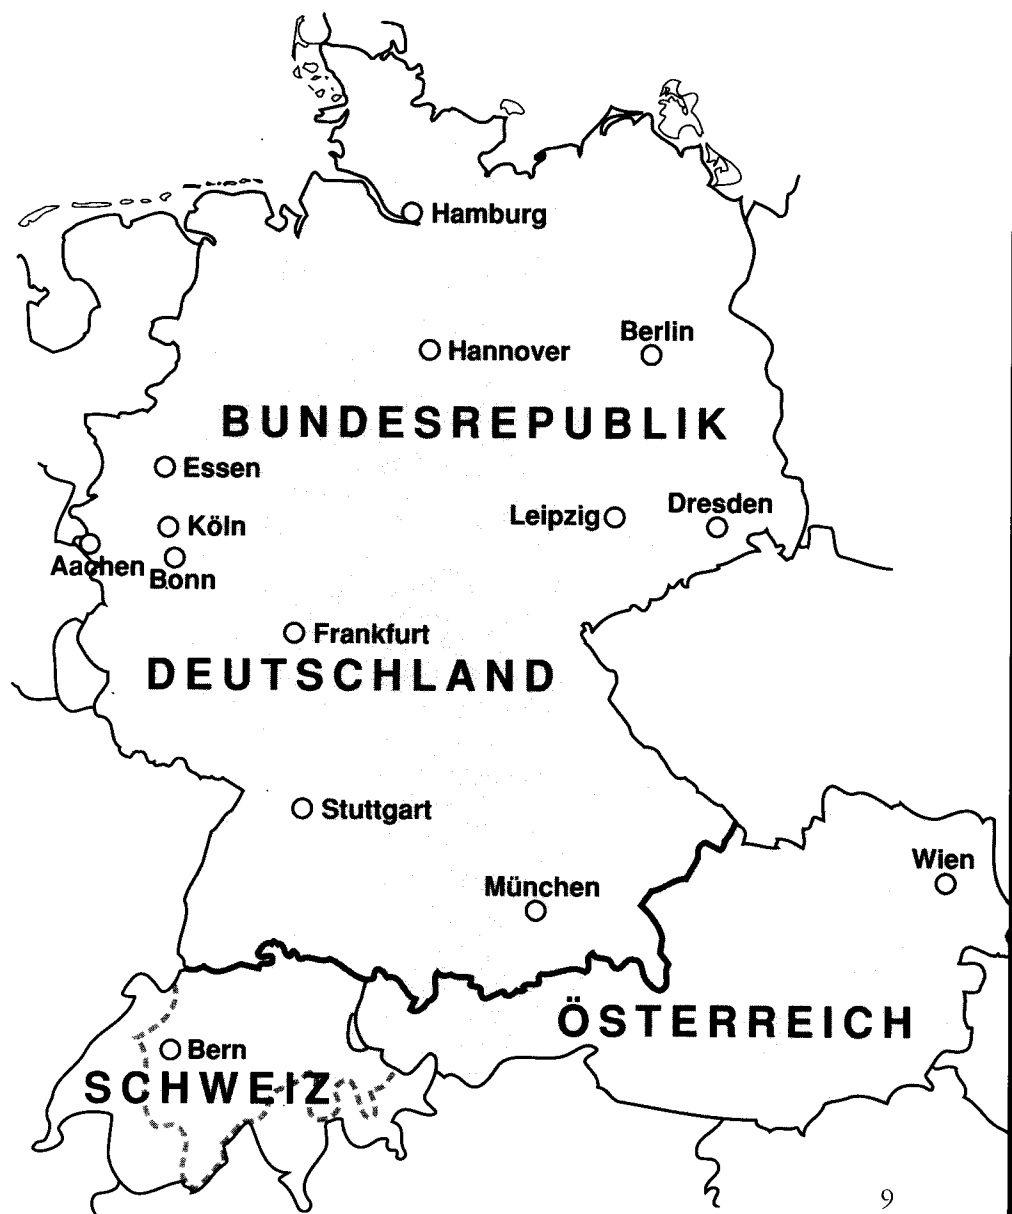 Hamburg
Berlin
Hannover
BUNDESREPUBLIK
Essen
Leipzig
Dresden
Köln
Aachen
Bonn
Frankfurt
DEUTSCHLAND
Stuttgart
Wien
München
ÖSTERREICH
Bern
SCHWEIZ
9